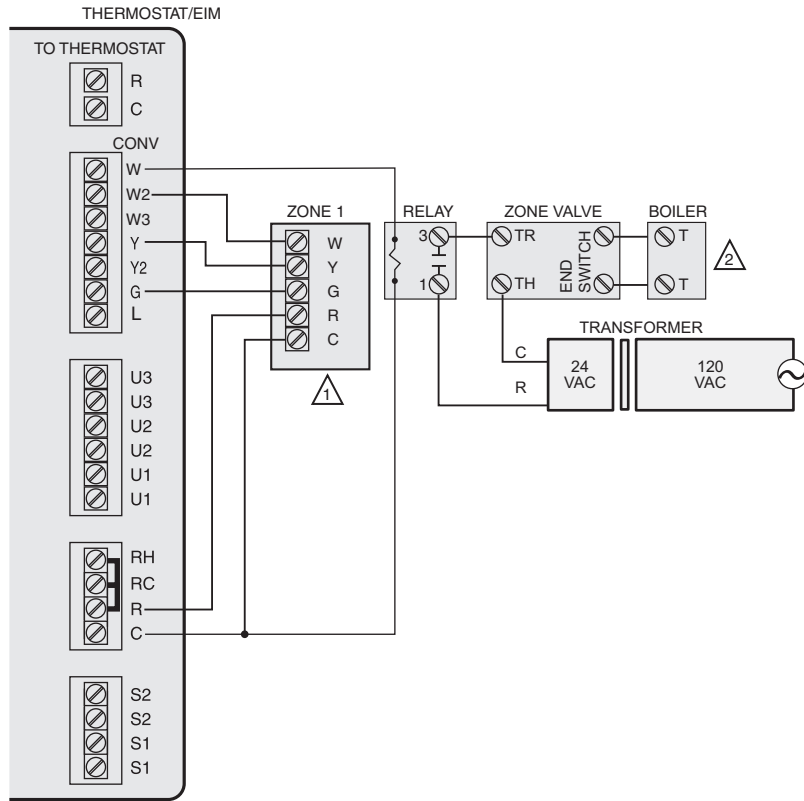 THERMOSTAT/EIM
TO THERMOSTAT
R
C
CONV
W
W2
W3
Y
Y2
G
L
U3
U3
U2
U2
U1
U1
RH
RC
R
C
S2
S2
S1
S1
ZONE 1
W
Y
G
R
C
1
RELAY
3
1
ZONE VALVE
TR
TH
END
SWITCH
BOILER
T
T
2
TRANSFORMER
C
R
24
VAC
120
VAC